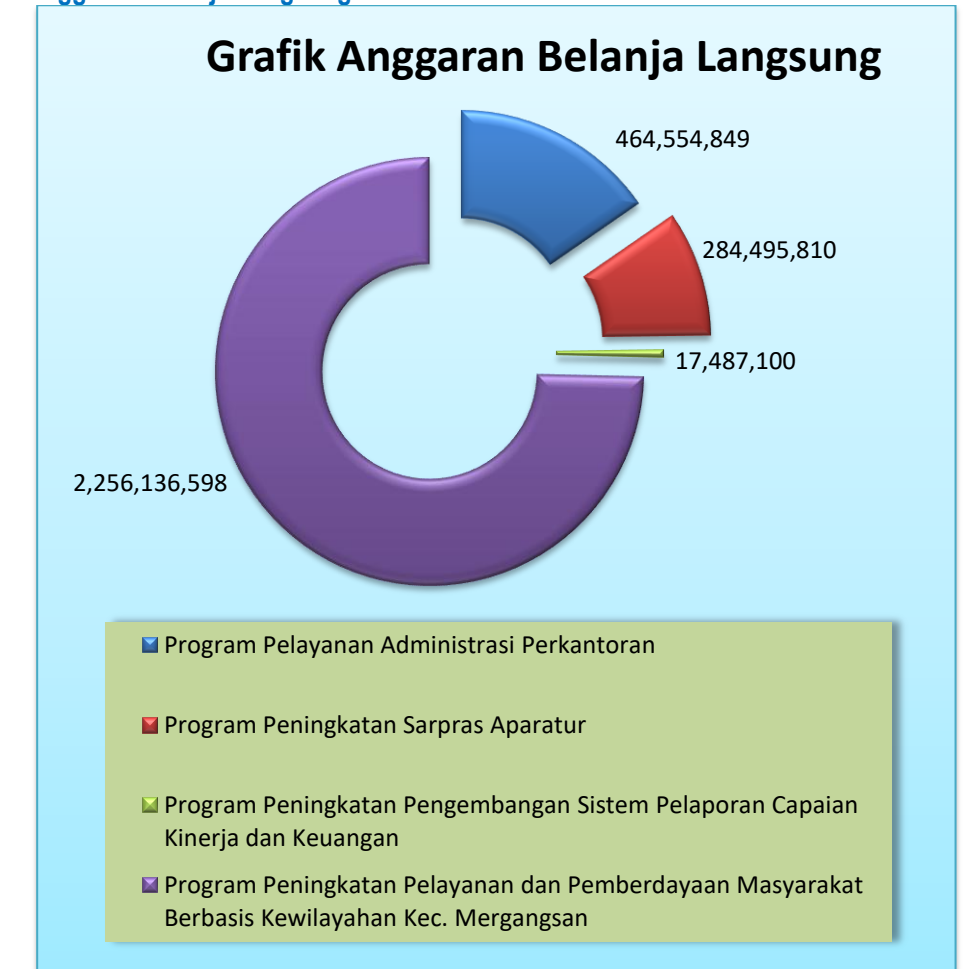 Grafik Anggaran Belanja Langsung
464,554,849
284,495,810
17,487,100
2,256,136,598
Program Pelayanan Administrasi Perkantoran
Program Peningkatan Sarpras Aparatur
Program Peningkatan Pengembangan Sistem Pelaporan Capaian
Kinerja dan Keuangan
Program Peningkatan Pelayanan dan Pemberdayaan Masyarakat
Berbasis Kewilayahan Kec. Mergangsan